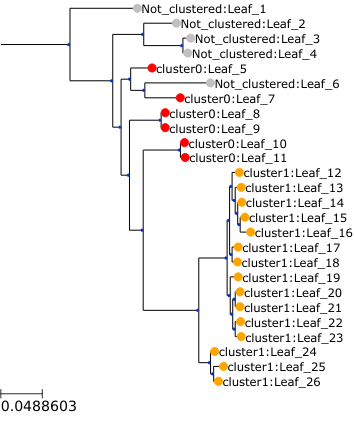 Not_clustered:Leaf_1
Not_clustered:Leaf_2
Not_clustered:Leaf_3
Not_clustered:Leaf_4
cluster0:Leaf_5
Not_clustered:Leaf_6
cluster0:Leaf_7
cluster0:Leaf_8
cluster0:Leaf_9
cluster0:Leaf_10
cluster0:Leaf_11
cluster1:Leaf_12
cluster1:Leaf_13
cluster1:Leaf_14
cluster1:Leaf_15
cluster1:Leaf_16
cluster1:Leaf_17
cluster1:Leaf_18
cluster1:Leaf_19
cluster1:Leaf_20
cluster1:Leaf_21
cluster1:Leaf_22
cluster1:Leaf_23
cluster1:Leaf_24
cluster1:Leaf_25
cluster1:Leaf_26
0.0488603